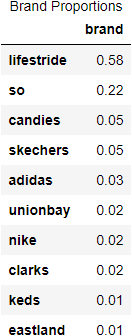 Brand Proportions
brand
lifestride 0.58
so 0.22
candies 0.05
skechers 0.05
adidas 0.03
unionbay 0.02
nike 0.02
clarks 0.02
keds 0.01
eastland 0.01